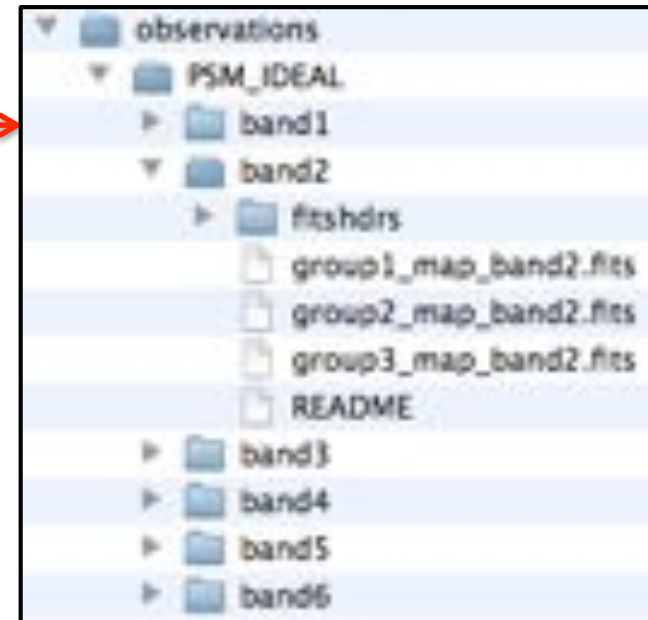 observations
PSM_IDEAL
band1
band2
fitshdrs
group1_map_band2.fits
group2_map_band2.fits
group3_map_band2.fits
README
band3
band4
band5
band6